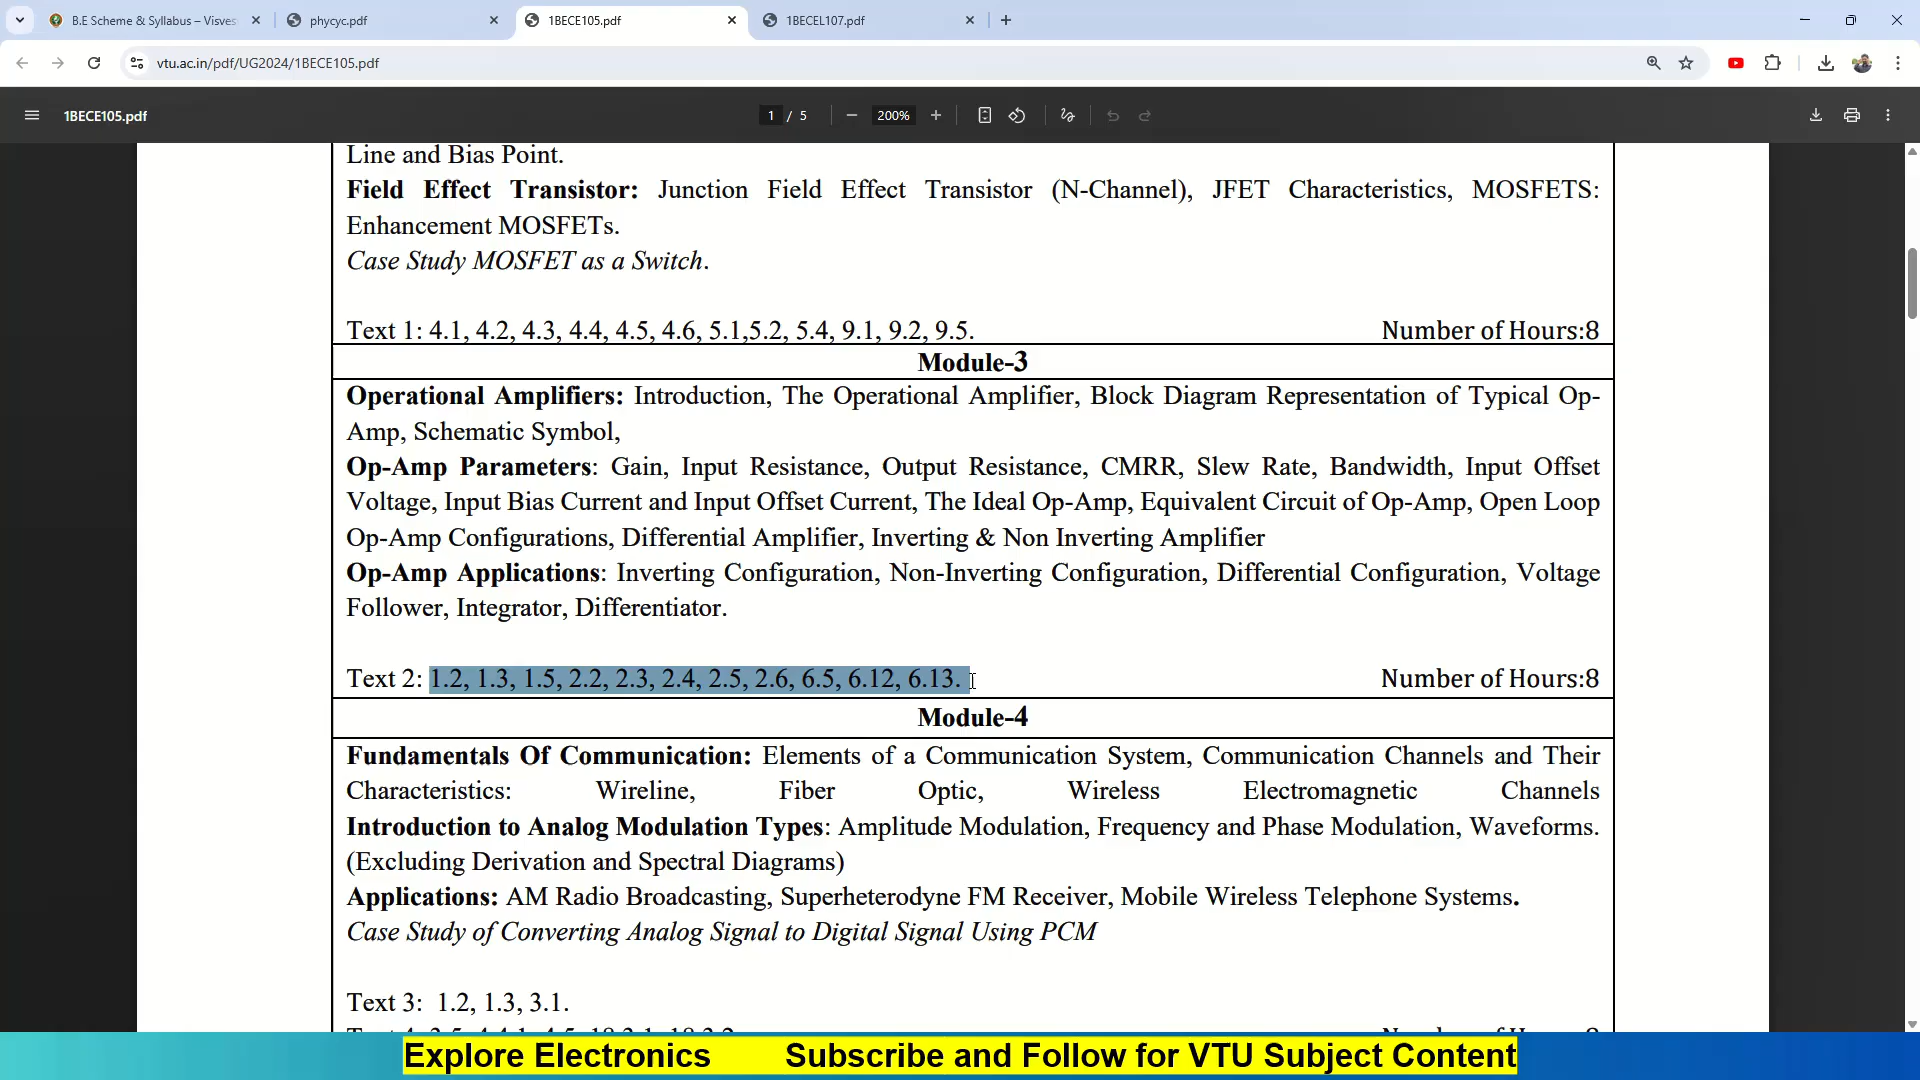 B.E Scheme & Syllabus – Visves
phycyc.pdf
1BECE105.pdf
1BECEL107.pdf
vtu.ac.in/pdf/UG2024/1BECE105.pdf
1BECE105.pdf
1 / 5
200%
Line and Bias Point.
Field Effect Transistor: Junction Field Effect Transistor (N-Channel), JFET Characteristics, MOSFETS:
Enhancement MOSFETs.
Case Study MOSFET as a Switch.
Text 1: 4.1, 4.2, 4.3, 4.4, 4.5, 4.6, 5.1,5.2, 5.4, 9.1, 9.2, 9.5. Number of Hours:8
Module-3
Operational Amplifiers: Introduction, The Operational Amplifier, Block Diagram Representation of Typical Op-
Amp, Schematic Symbol,
Op-Amp Parameters: Gain, Input Resistance, Output Resistance, CMRR, Slew Rate, Bandwidth, Input Offset
Voltage, Input Bias Current and Input Offset Current, The Ideal Op-Amp, Equivalent Circuit of Op-Amp, Open Loop
Op-Amp Configurations, Differential Amplifier, Inverting & Non Inverting Amplifier
Op-Amp Applications: Inverting Configuration, Non-Inverting Configuration, Differential Configuration, Voltage
Follower, Integrator, Differentiator.
Text 2: 1.2, 1.3, 1.5, 2.2, 2.3, 2.4, 2.5, 2.6, 6.5, 6.12, 6.13. Number of Hours:8
Module-4
Fundamentals Of Communication: Elements of a Communication System, Communication Channels and Their
Characteristics: Wireline, Fiber Optic, Wireless Electromagnetic Channels
Introduction to Analog Modulation Types: Amplitude Modulation, Frequency and Phase Modulation, Waveforms.
(Excluding Derivation and Spectral Diagrams)
Applications: AM Radio Broadcasting, Superheterodyne FM Receiver, Mobile Wireless Telephone Systems.
Case Study of Converting Analog Signal to Digital Signal Using PCM
Text 3: 1.2, 1.3, 3.1.
Explore Electronics Subscribe and Follow for VTU Subject Content